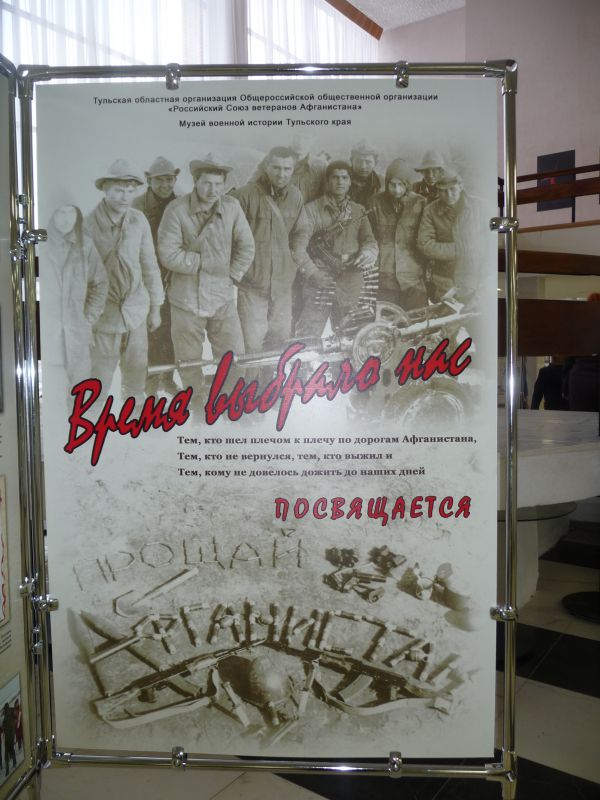 Тульская областная организация Общероссийской общественной организации
«Российский Союз ветеранов Афганистана»
Музей военной истории Тульского края
Время выбрало нас
Тем, кто шел плечом к плечу по дорогам Афганистана,
Тем, кто не вернулся, тем, кто выжил и
Тем, кому не довелось дожить до наших дней
ПОСВЯЩАЕТСЯ
ПРОЩАЙ
АФГАНИСТАН